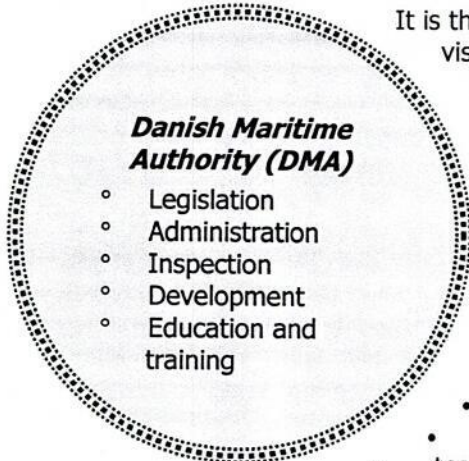 It is th
vis
Danish Maritime
Authority (DMA)
° Legislation
° Administration
° Inspection
° Development
° Education and
training
•
•